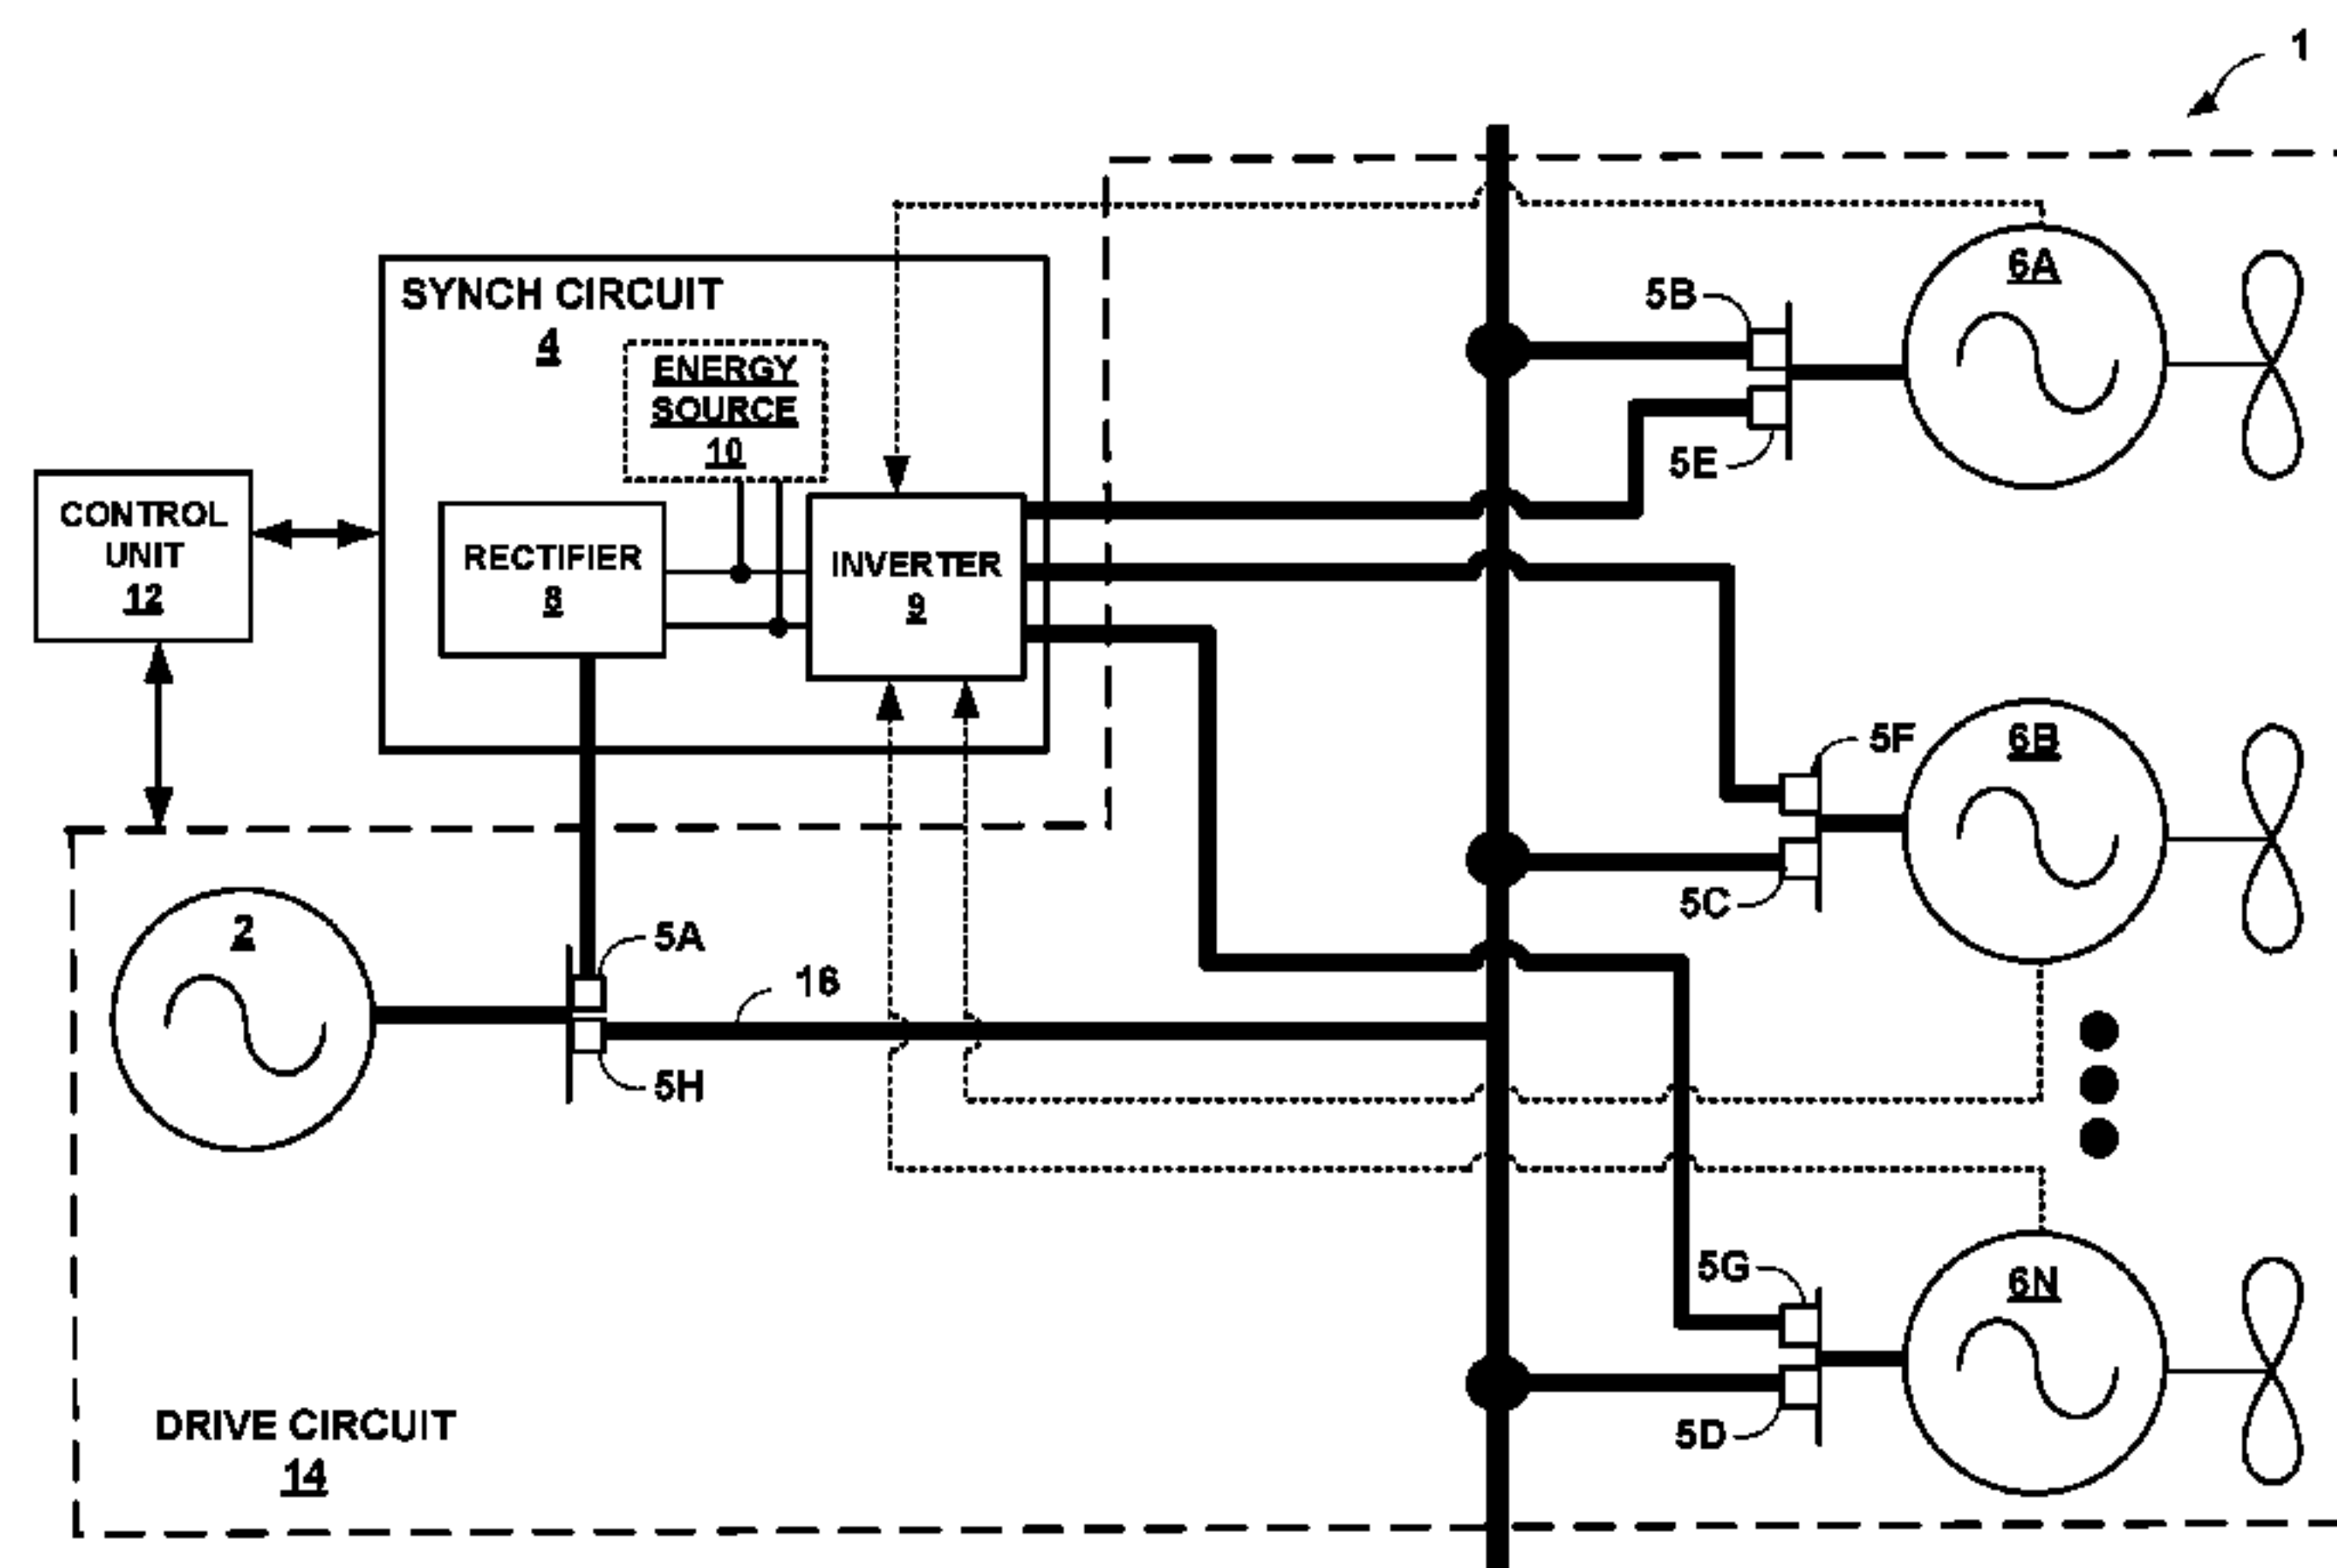 1
SYNCH CIRCUIT
4
ENERGY
SOURCE
10
CONTROL
UNIT
12
RECTIFIER
8
INVERTER
9
5B
5E
6A
5F
6B
5C
2
5A
16
5H
5G
6N
5D
DRIVE CIRCUIT
14